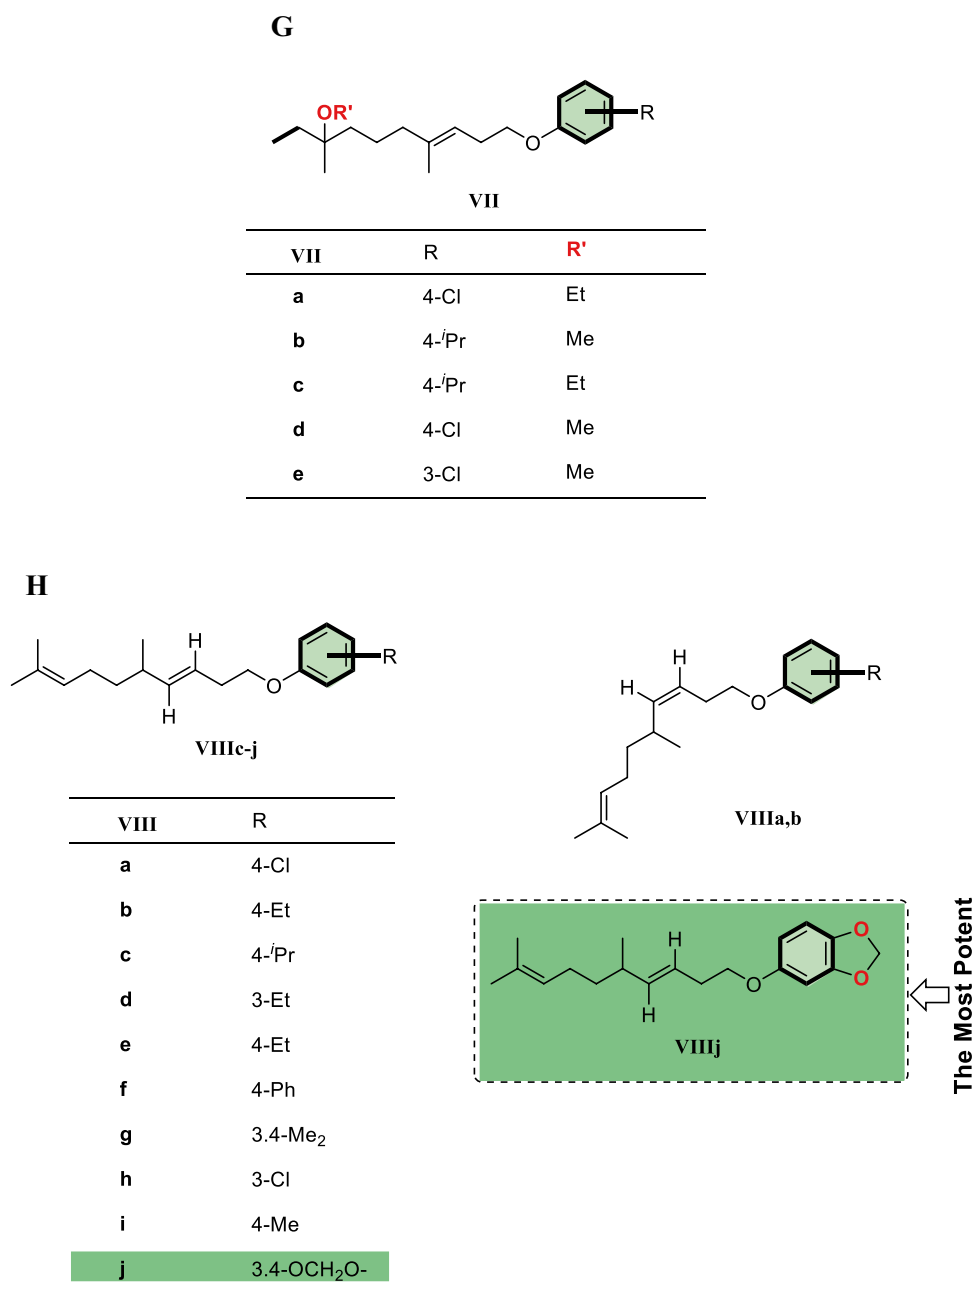 G
OR'
O
R
VII
VII R R'
a 4-Cl Et
b 4-iPr Me
c 4-iPr Et
d 4-Cl Me
e 3-Cl Me
H
H
H
O
R
VIIIc-j
H
H
O
R
VIIIa,b
VIII R
a 4-Cl
b 4-Et
c 4-iPr
d 3-Et
e 4-Et
f 4-Ph
g 3.4-Me2
h 3-Cl
i 4-Me
j 3.4-OCH2O-
H
H
O
O
O
VIIIj
The Most Potent